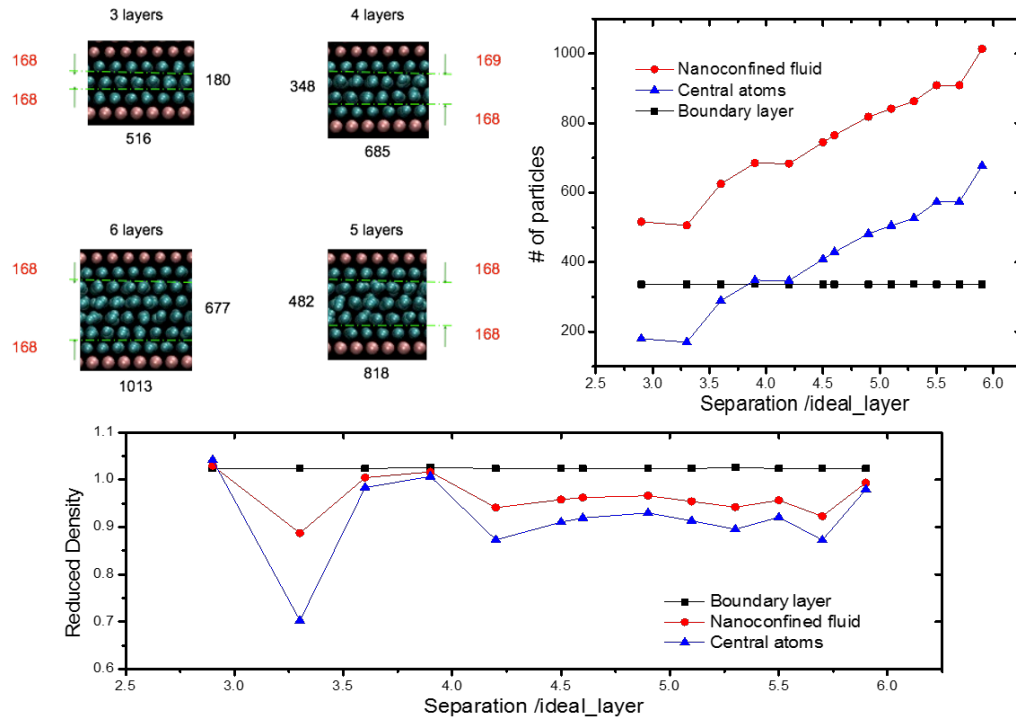 3 layers
168
168
180
516
4 layers
348
169
168
685
6 layers
168
168
677
1013
5 layers
482
168
168
818
# of particles
1000
800
600
400
200
Nanoconfined fluid
Central atoms
Boundary layer
2.5 3.0 3.5 4.0 4.5 5.0 5.5 6.0
Separation /ideal_layer
Reduced Density
1.1
1.0
0.9
0.8
0.7
0.6
Boundary layer
Nanoconfined fluid
Central atoms
2.5 3.0 3.5 4.0 4.5 5.0 5.5 6.0
Separation /ideal_layer